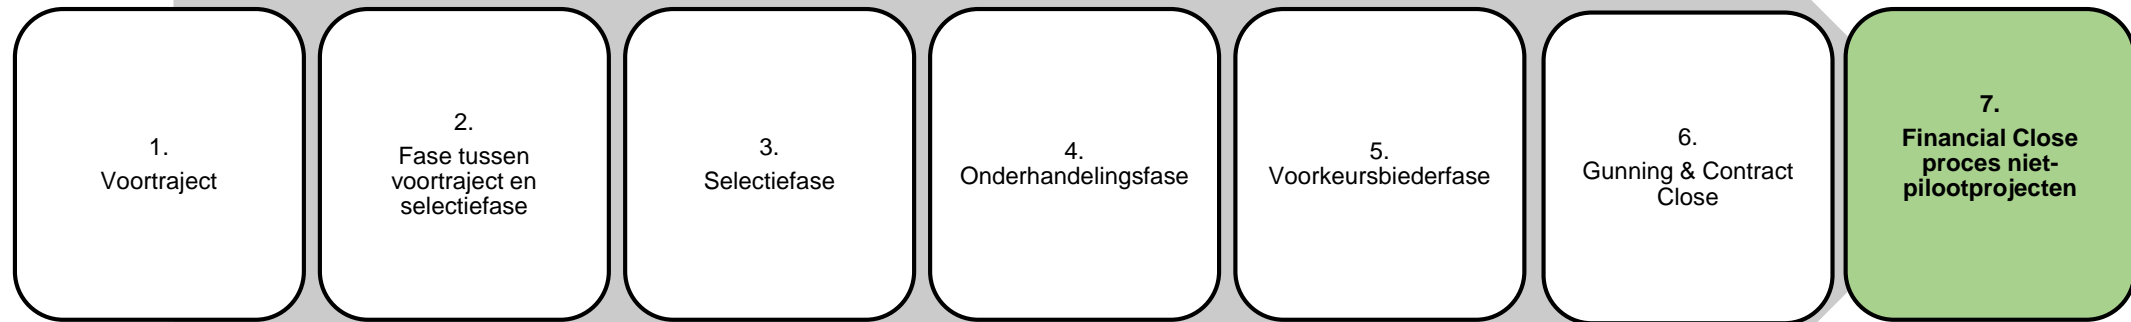 1.
Voortraject
2.
Fase tussen
voortraject en
selectiefase
3.
Selectiefase
4.
Onderhandelingsfase
5.
Voorkeursbiederfase
6.
Gunning & Contract
Close
7.
Financial Close
proces niet-
pilootprojecten